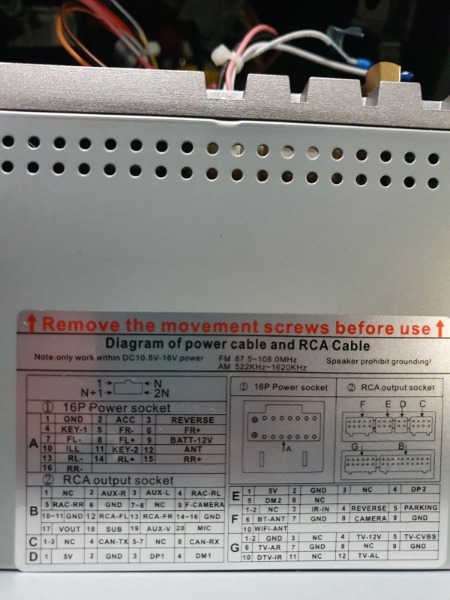 ↑ Remove the movement screws before use ↑
Diagram of power cable and RCA Cable
Note:only work within DC10.5V-16V power FM 87.5~108.0MHz Speaker prohibit grounding!
AM 522KHz~1620KHz
N N+1 2N
① 16P Power socket
A
1 GND 2 ACC 3 REVERSE
4 KEY-1 5 FR- 6 FR+
7 FL- 8 FL+ 9 BATT-12V
10 ILL 11 KEY-2 12 ANT
13 RL- 14 RL+ 15 RR+
16 RR-
① 16P Power socket
A
② RCA output socket
F E D C
G B
② RCA output socket
B
1 NC 2 AUX-R 3 AUX-L 4 RAC-RL
5 RAC-RR 6 GND 7~8 NC 9 F-CAMERA
10~11 GND 12 RCA-FL 13 RCA-FR 14~16 GND
17 VOUT 18 SUB 19 AUX-V 20 MIC
C 1-3 NC 4 CAN-TX 5-7 NC 8 CAN-RX
D 1 5V 2 GND 3 DP1 4 DM1
E 1 5V 2 GND 3 NC 4 DP2
5 DM2 6 NC
F 1-2 NC 3 IR-IN 4 REVERSE 5 PARKING
6 BT-ANT 7 GND 8 CAMERA 9 GND
10 WIFI-ANT
G 1-2 GND 3 NC 4 TV-12V 5 TV-CVBS
6 TV-AR 7 GND 8 NC 9 GND
10 DTV-IR 11 NC 12 TV-AL